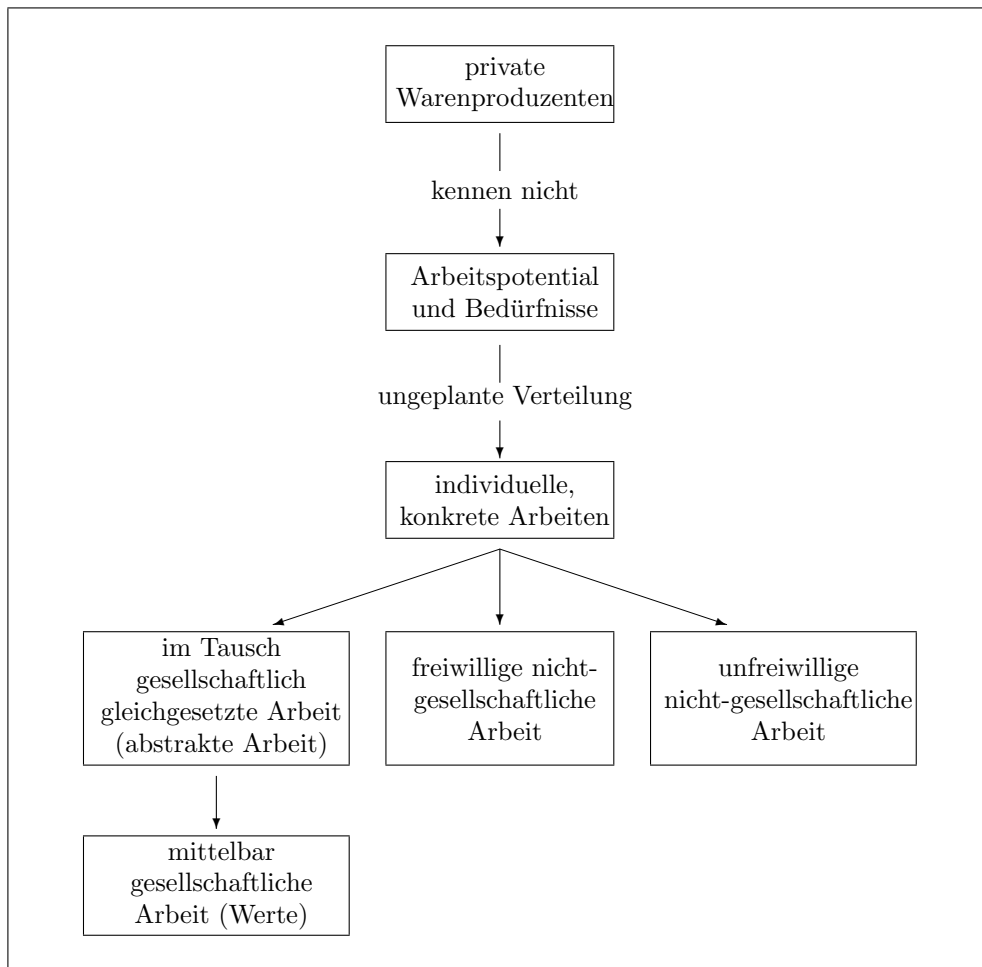 private
Warenproduzenten
kennen nicht
Arbeitspotential
und Bedürfnisse
ungeplante Verteilung
individuelle,
konkrete Arbeiten
im Tausch
gesellschaftlich
gleichgesetzte Arbeit
(abstrakte Arbeit)
freiwillige nicht-
gesellschaftliche
Arbeit
unfreiwillige
nicht-gesellschaftliche
Arbeit
mittelbar
gesellschaftliche
Arbeit (Werte)